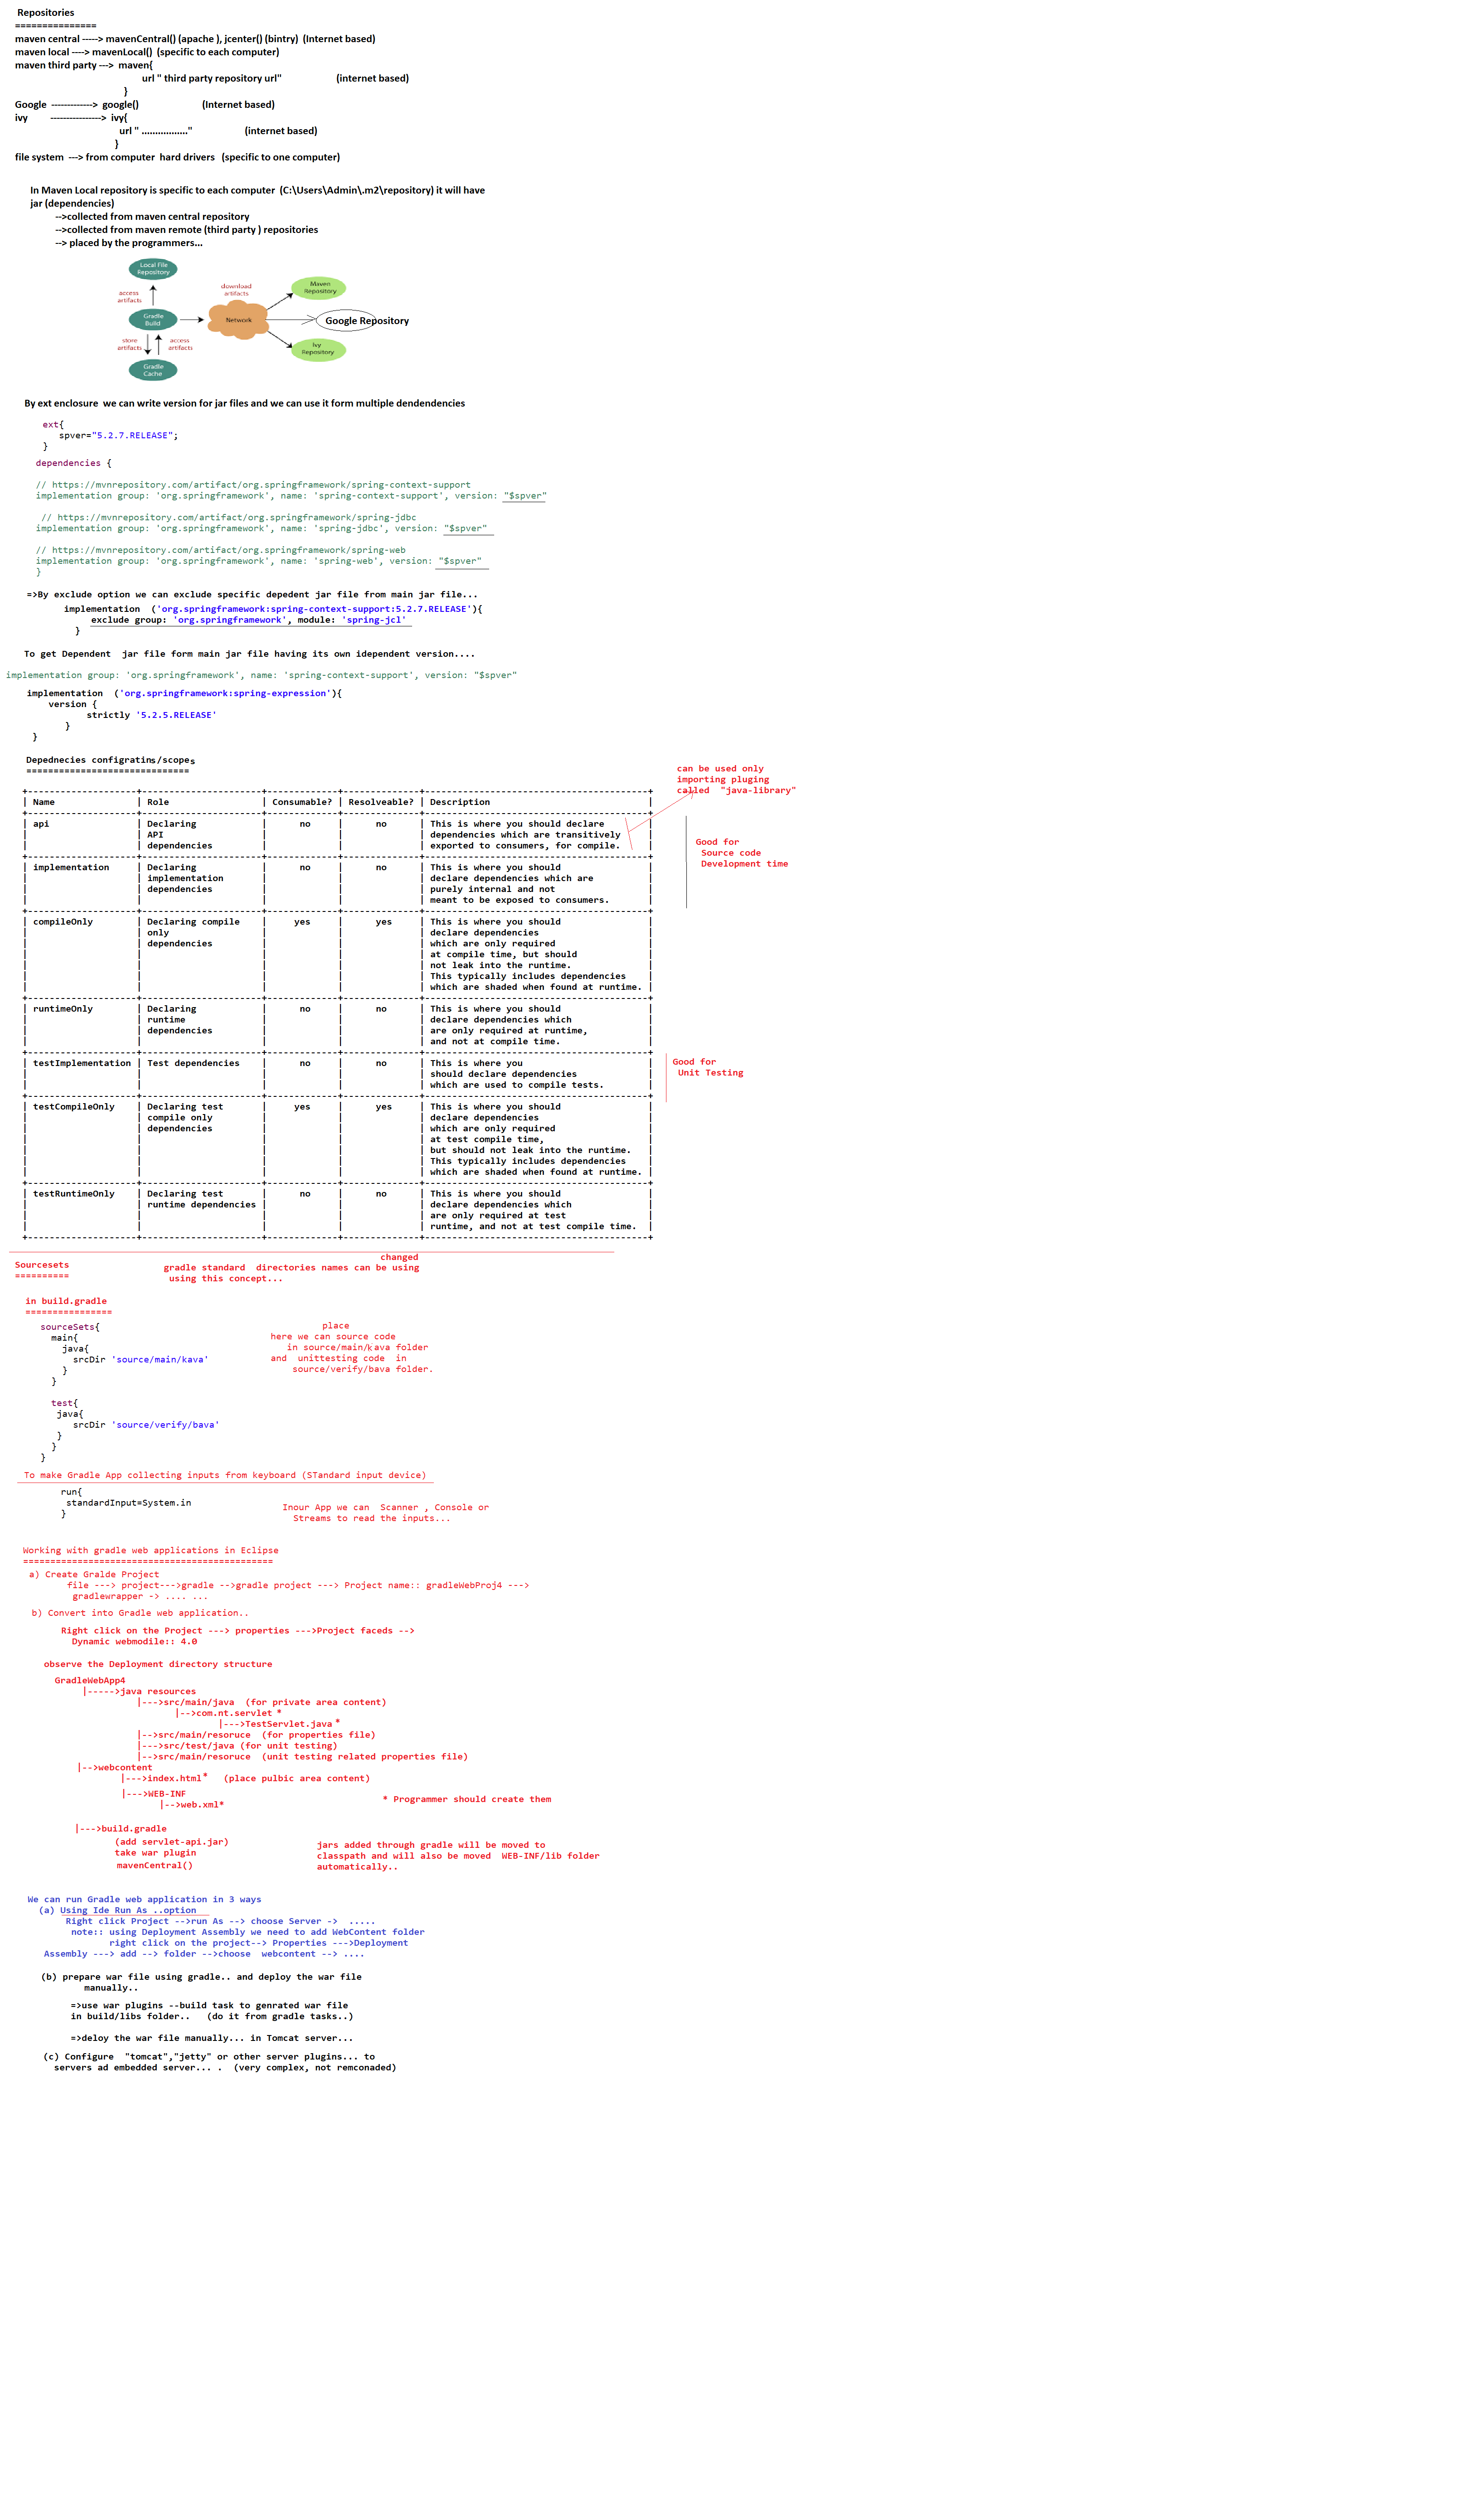 Repositories
===============
maven central -----> mavenCentral() (apache ), jcenter() (bintry)  (Internet based)
maven local ----> mavenLocal()  (specific to each computer)
maven third party --->  maven{
url " third party repository url"                    (internet based)
}
Google  ------------->  google()                       (Internet based)
ivy        ---------------->  ivy{
url " ................."                   (internet based)
}
file system  ---> from computer  hard drivers   (specific to one computer)
In Maven Local repository is specific to each computer  (C:\Users\Admin\.m2\repository) it will have
jar (dependencies)
-->collected from maven central repository
-->collected from maven remote (third party ) repositories
--> placed by the programmers...
Local File
Repository
access
artifacts
download
artifacts
Maven
Repository
Gradle
Build
Network
Google Repository
store
artifacts
access
artifacts
Ivy
Repository
Gradle
Cache
By ext enclosure  we can write version for jar files and we can use it form multiple dendendencies
ext{
spver="5.2.7.RELEASE";
}
dependencies {
// https://mvnrepository.com/artifact/org.springframework/spring-context-support
implementation group: 'org.springframework', name: 'spring-context-support', version: "$spver"
// https://mvnrepository.com/artifact/org.springframework/spring-jdbc
implementation group: 'org.springframework', name: 'spring-jdbc', version: "$spver"
// https://mvnrepository.com/artifact/org.springframework/spring-web
implementation group: 'org.springframework', name: 'spring-web', version: "$spver"
}
=>By exclude option we can exclude specific depedent jar file from main jar file...
implementation  ('org.springframework:spring-context-support:5.2.7.RELEASE'){
exclude group: 'org.springframework', module: 'spring-jcl'
}
To get Dependent  jar file form main jar file having its own idependent version....
implementation group: 'org.springframework', name: 'spring-context-support', version: "$spver"
implementation  ('org.springframework:spring-expression'){
version {
strictly '5.2.5.RELEASE'
}
}
Depednecies configratins/scopes
==============================
can be used only
importing pluging
called  "java-library"
+--------------------+----------------------+-------------+--------------+-----------------------------------------+
| Name               | Role                 | Consumable? | Resolveable? | Description                             |
+--------------------+----------------------+-------------+--------------+-----------------------------------------+
| api                | Declaring            |      no     |      no      | This is where you should declare        |
|                    | API                  |             |              | dependencies which are transitively     |
|                    | dependencies         |             |              | exported to consumers, for compile.     |
+--------------------+----------------------+-------------+--------------+-----------------------------------------+
Good for
Source code
Development time
| implementation     | Declaring            |      no     |      no      | This is where you should                |
|                    | implementation       |             |              | declare dependencies which are          |
|                    | dependencies         |             |              | purely internal and not                 |
|                    |                      |             |              | meant to be exposed to consumers.       |
+--------------------+----------------------+-------------+--------------+-----------------------------------------+
| compileOnly        | Declaring compile    |     yes     |      yes     | This is where you should                |
|                    | only                 |             |              | declare dependencies                    |
|                    | dependencies         |             |              | which are only required                 |
|                    |                      |             |              | at compile time, but should             |
|                    |                      |             |              | not leak into the runtime.              |
|                    |                      |             |              | This typically includes dependencies    |
|                    |                      |             |              | which are shaded when found at runtime. |
+--------------------+----------------------+-------------+--------------+-----------------------------------------+
| runtimeOnly        | Declaring            |      no     |      no      | This is where you should                |
|                    | runtime              |             |              | declare dependencies which              |
|                    | dependencies         |             |              | are only required at runtime,           |
|                    |                      |             |              | and not at compile time.                |
+--------------------+----------------------+-------------+--------------+-----------------------------------------+
| testImplementation | Test dependencies    |      no     |      no      | This is where you                       |
|                    |                      |             |              | should declare dependencies             |
|                    |                      |             |              | which are used to compile tests.        |
+--------------------+----------------------+-------------+--------------+-----------------------------------------+
Good for
Unit Testing
| testCompileOnly    | Declaring test       |     yes     |      yes     | This is where you should                |
|                    | compile only         |             |              | declare dependencies                    |
|                    | dependencies         |             |              | which are only required                 |
|                    |                      |             |              | at test compile time,                   |
|                    |                      |             |              | but should not leak into the runtime.   |
|                    |                      |             |              | This typically includes dependencies    |
|                    |                      |             |              | which are shaded when found at runtime. |
+--------------------+----------------------+-------------+--------------+-----------------------------------------+
| testRuntimeOnly    | Declaring test       |      no     |      no      | This is where you should                |
|                    | runtime dependencies |             |              | declare dependencies which              |
|                    |                      |             |              | are only required at test               |
|                    |                      |             |              | runtime, and not at test compile time.  |
+--------------------+----------------------+-------------+--------------+-----------------------------------------+
changed
Sourcesets
==========
gradle standard  directories names can be using
using this concept...
in build.gradle
================
sourceSets{
main{
java{
srcDir 'source/main/kava'
}
}
place
here we can source code
in source/main/kava folder
and  unittesting code  in
source/verify/bava folder.
test{
java{
srcDir 'source/verify/bava'
}
}
}
To make Gradle App collecting inputs from keyboard (STandard input device)
run{
standardInput=System.in
}
Inour App we can  Scanner , Console or
Streams to read the inputs...
Working with gradle web applications in Eclipse
==============================================
a) Create Gralde Project
file ---> project--->gradle -->gradle project ---> Project name:: gradleWebProj4 --->
gradlewrapper -> .... ...
b) Convert into Gradle web application..
Right click on the Project ---> properties --->Project faceds -->
Dynamic webmodile:: 4.0
observe the Deployment directory structure
GradleWebApp4
|----->java resources
|--->src/main/java  (for private area content)
|-->com.nt.servlet *
|--->TestServlet.java *
|-->src/main/resoruce  (for properties file)
|--->src/test/java (for unit testing)
|-->src/main/resoruce  (unit testing related properties file)
|-->webcontent
|--->index.html *   (place pulbic area content)
|--->WEB-INF
|-->web.xml*
* Programmer should create them
|--->build.gradle
(add servlet-api.jar)
take war plugin
mavenCentral()
jars added through gradle will be moved to
classpath and will also be moved  WEB-INF/lib folder
automatically..
We can run Gradle web application in 3 ways
(a) Using Ide Run As ..option
Right click Project -->run As --> choose Server ->  .....
note:: using Deployment Assembly we need to add WebContent folder
right click on the project--> Properties --->Deployment
Assembly ---> add --> folder -->choose  webcontent --> ....
(b) prepare war file using gradle.. and deploy the war file
manually..
=>use war plugins --build task to genrated war file
in build/libs folder..   (do it from gradle tasks..)
=>deloy the war file manually... in Tomcat server...
(c) Configure  "tomcat","jetty" or other server plugins... to
servers ad embedded server... .  (very complex, not remconaded)